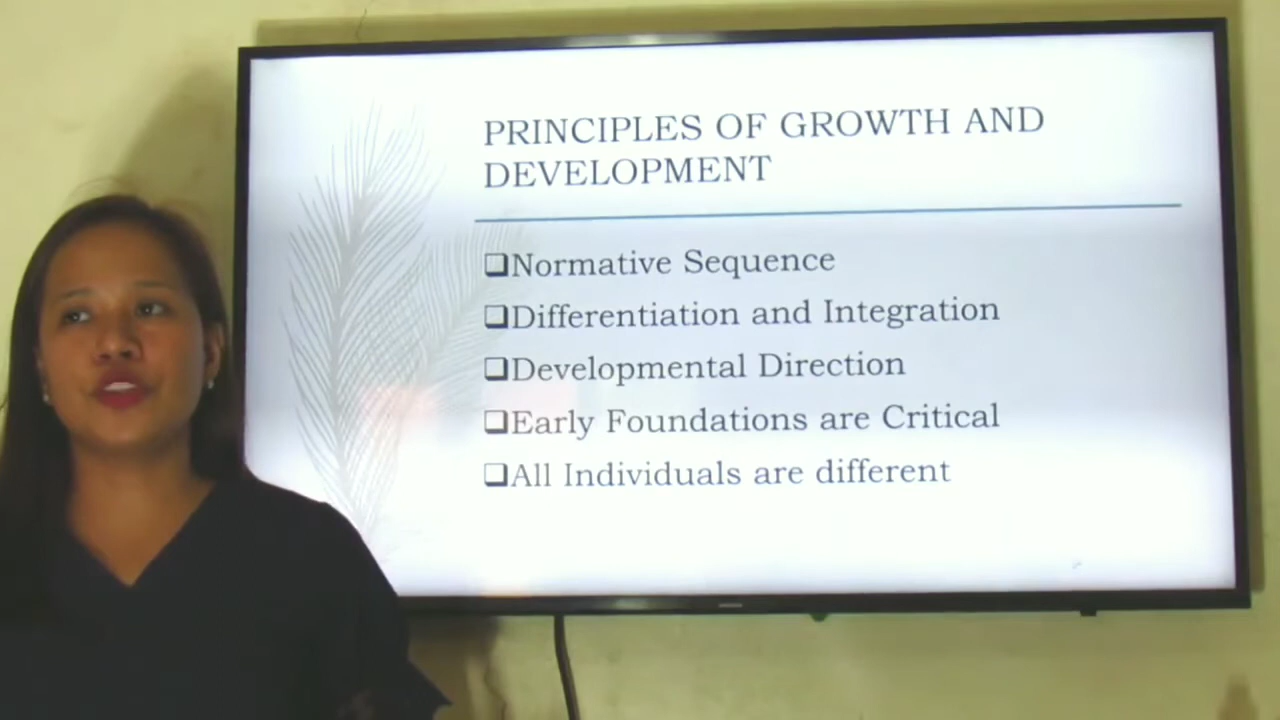 PRINCIPLES OF GROWTH AND
DEVELOPMENT
❑Normative Sequence
❑Differentiation and Integration
❑Developmental Direction
❑Early Foundations are Critical
❑All Individuals are different